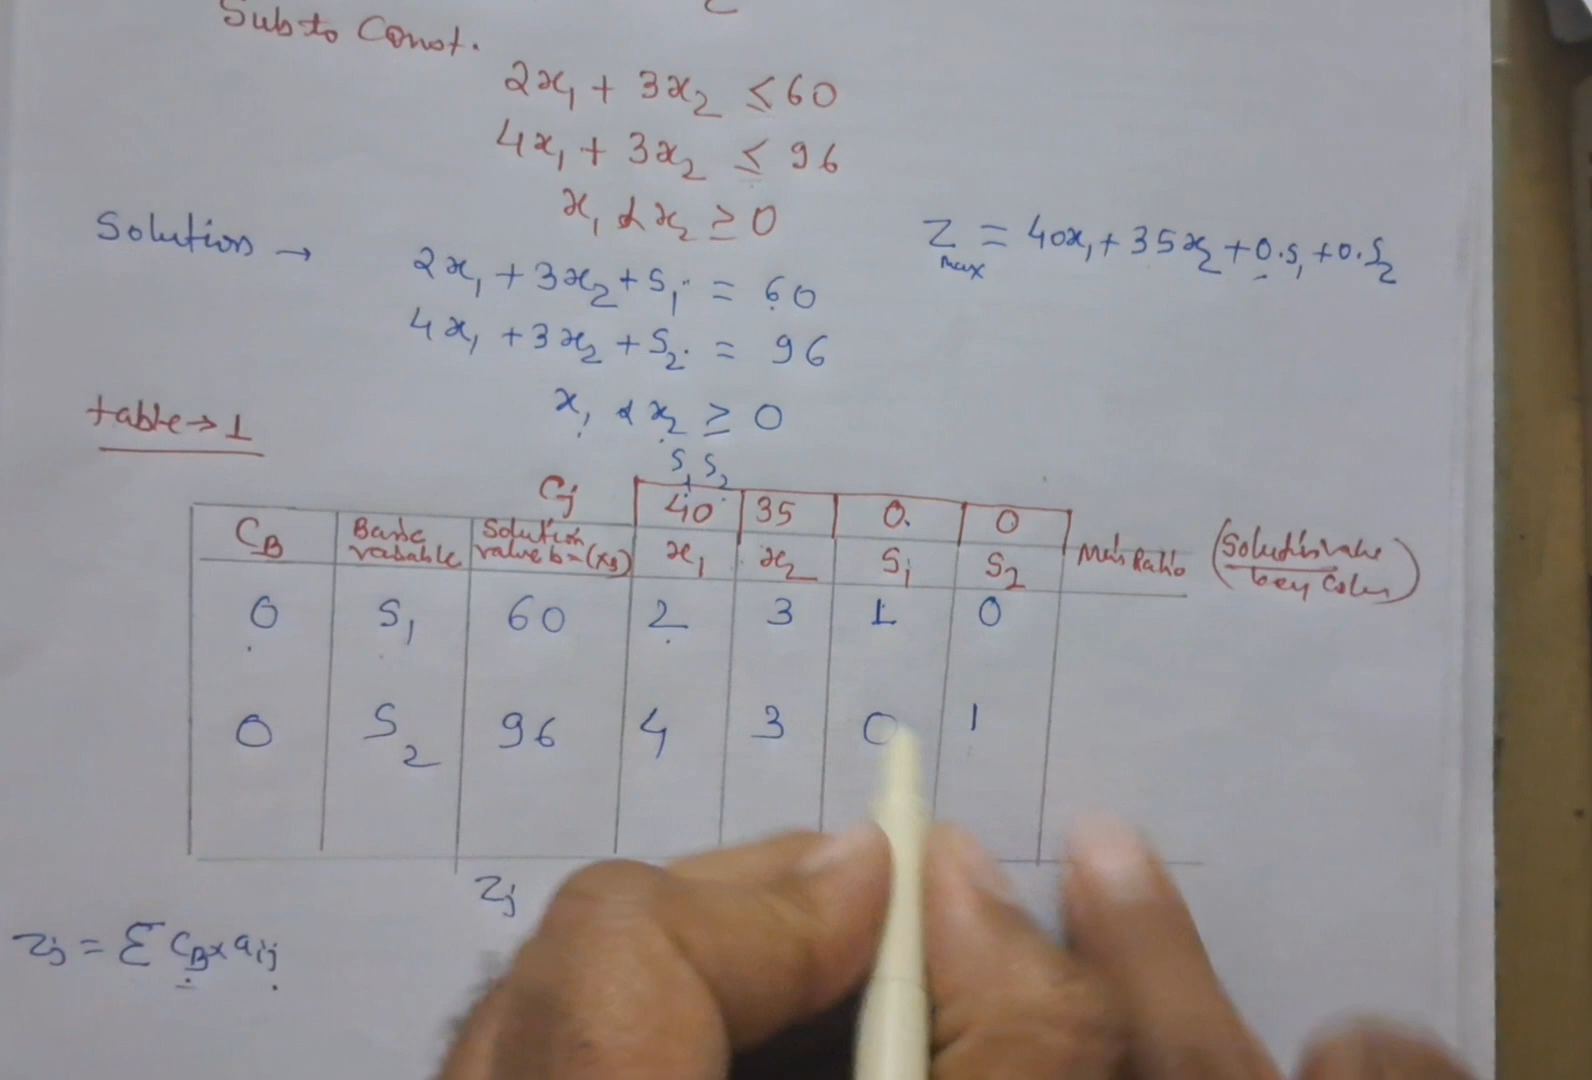 Sub to Const.
2x₁ + 3x₂ ≤ 60
4x₁ + 3x₂ ≤ 96
x₁ & x₂ ≥ 0
Solution →
Z max = 40x₁ + 35x₂ + 0.s₁ + 0.S₂
2x₁ + 3x₂ + S₁ = 60
4x₁ + 3x₂ + S₂ = 96
x₁ & x₂ ≥ 0
S₁ S₂
table → 1
Cj 40 35 0. 0
CB Basic variable Solution value b = (xB) x₁ x₂ S₁ S₂ Min Ratio (Solution value / key Colum)
0 S₁ 60 2 3 1 0
0 S₂ 96 4 3 0 1
Zj
Zj = Σ CB x aij